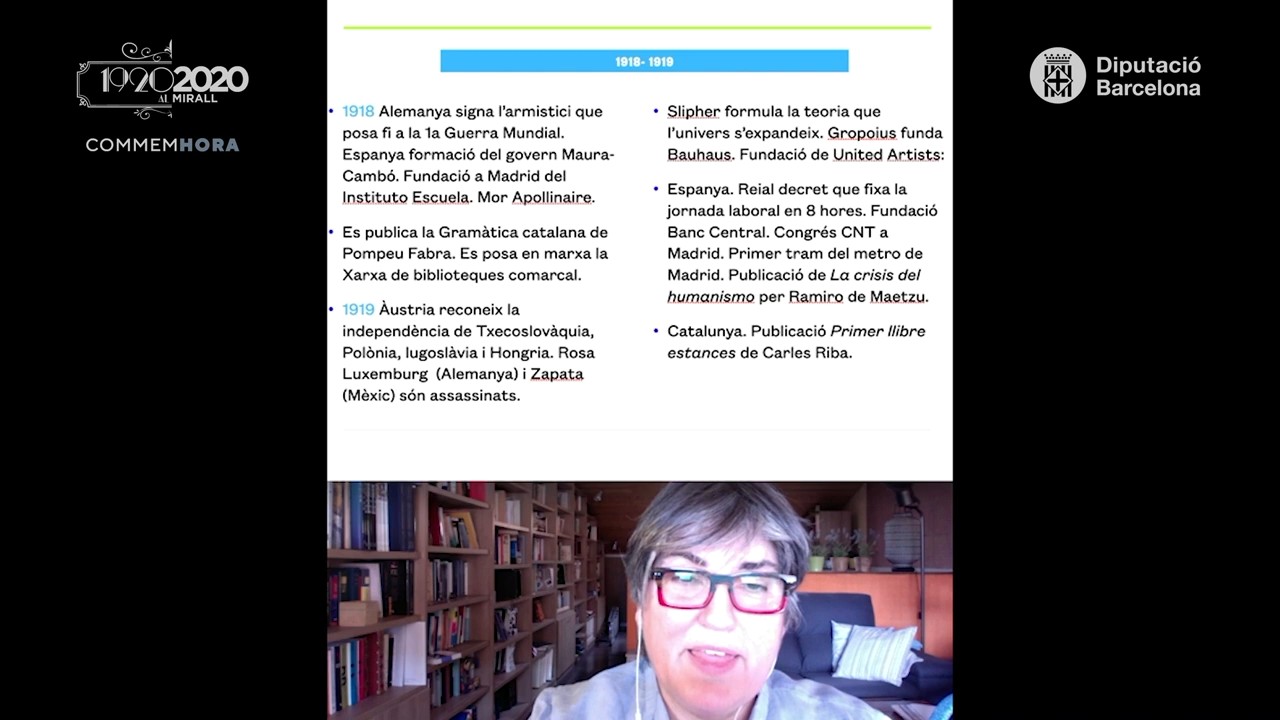 1920 2020
AL MIRALL
COMMEMHORA
Diputació
Barcelona
1918- 1919
• 1918 Alemanya signa l'armistici que
posa fi a la 1a Guerra Mundial.
Espanya formació del govern Maura-
Cambó. Fundació a Madrid del
Instituto Escuela. Mor Apollinaire.
• Es publica la Gramàtica catalana de
Pompeu Fabra. Es posa en marxa la
Xarxa de biblioteques comarcal.
• 1919 Àustria reconeix la
independència de Txecoslovàquia,
Polònia, Iugoslàvia i Hongria. Rosa
Luxemburg (Alemanya) i Zapata
(Mèxic) són assassinats.
• Slipher formula la teoria que
l'univers s'expandeix. Gropoius funda
Bauhaus. Fundació de United Artists:
• Espanya. Reial decret que fixa la
jornada laboral en 8 hores. Fundació
Banc Central. Congrés CNT a
Madrid. Primer tram del metro de
Madrid. Publicació de La crisis del
humanismo per Ramiro de Maetzu.
• Catalunya. Publicació Primer llibre
estances de Carles Riba.